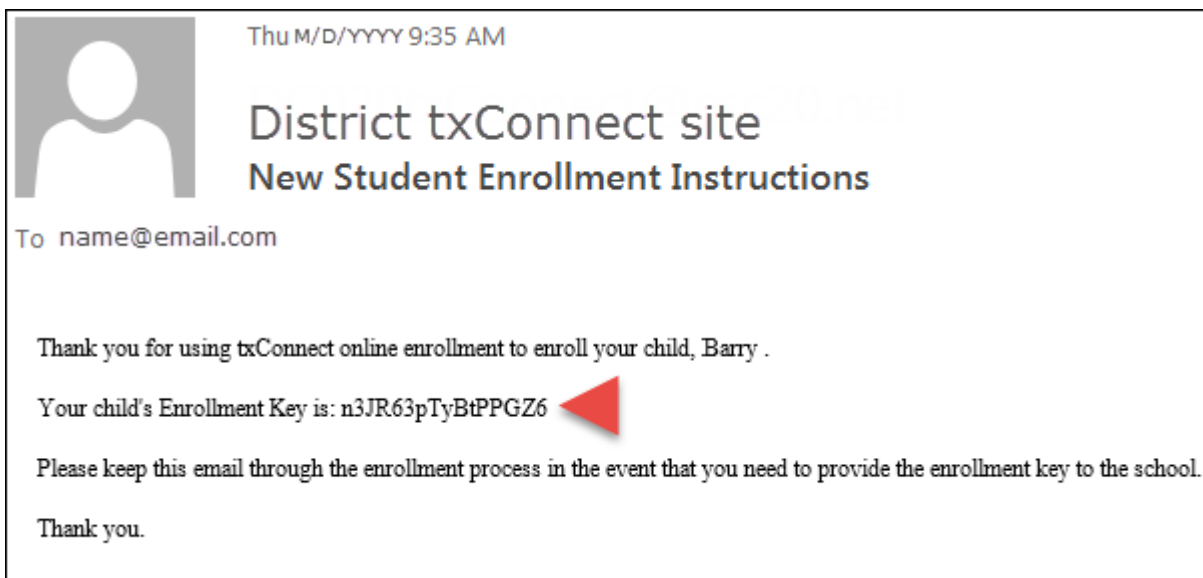 Thu M/D/YYYY 9:35 AM
District txConnect site
New Student Enrollment Instructions
To name@email.com
Thank you for using txConnect online enrollment to enroll your child, Barry .
Your child's Enrollment Key is: n3JR63pTyBtPPGZ6
Please keep this email through the enrollment process in the event that you need to provide the enrollment key to the school.
Thank you.